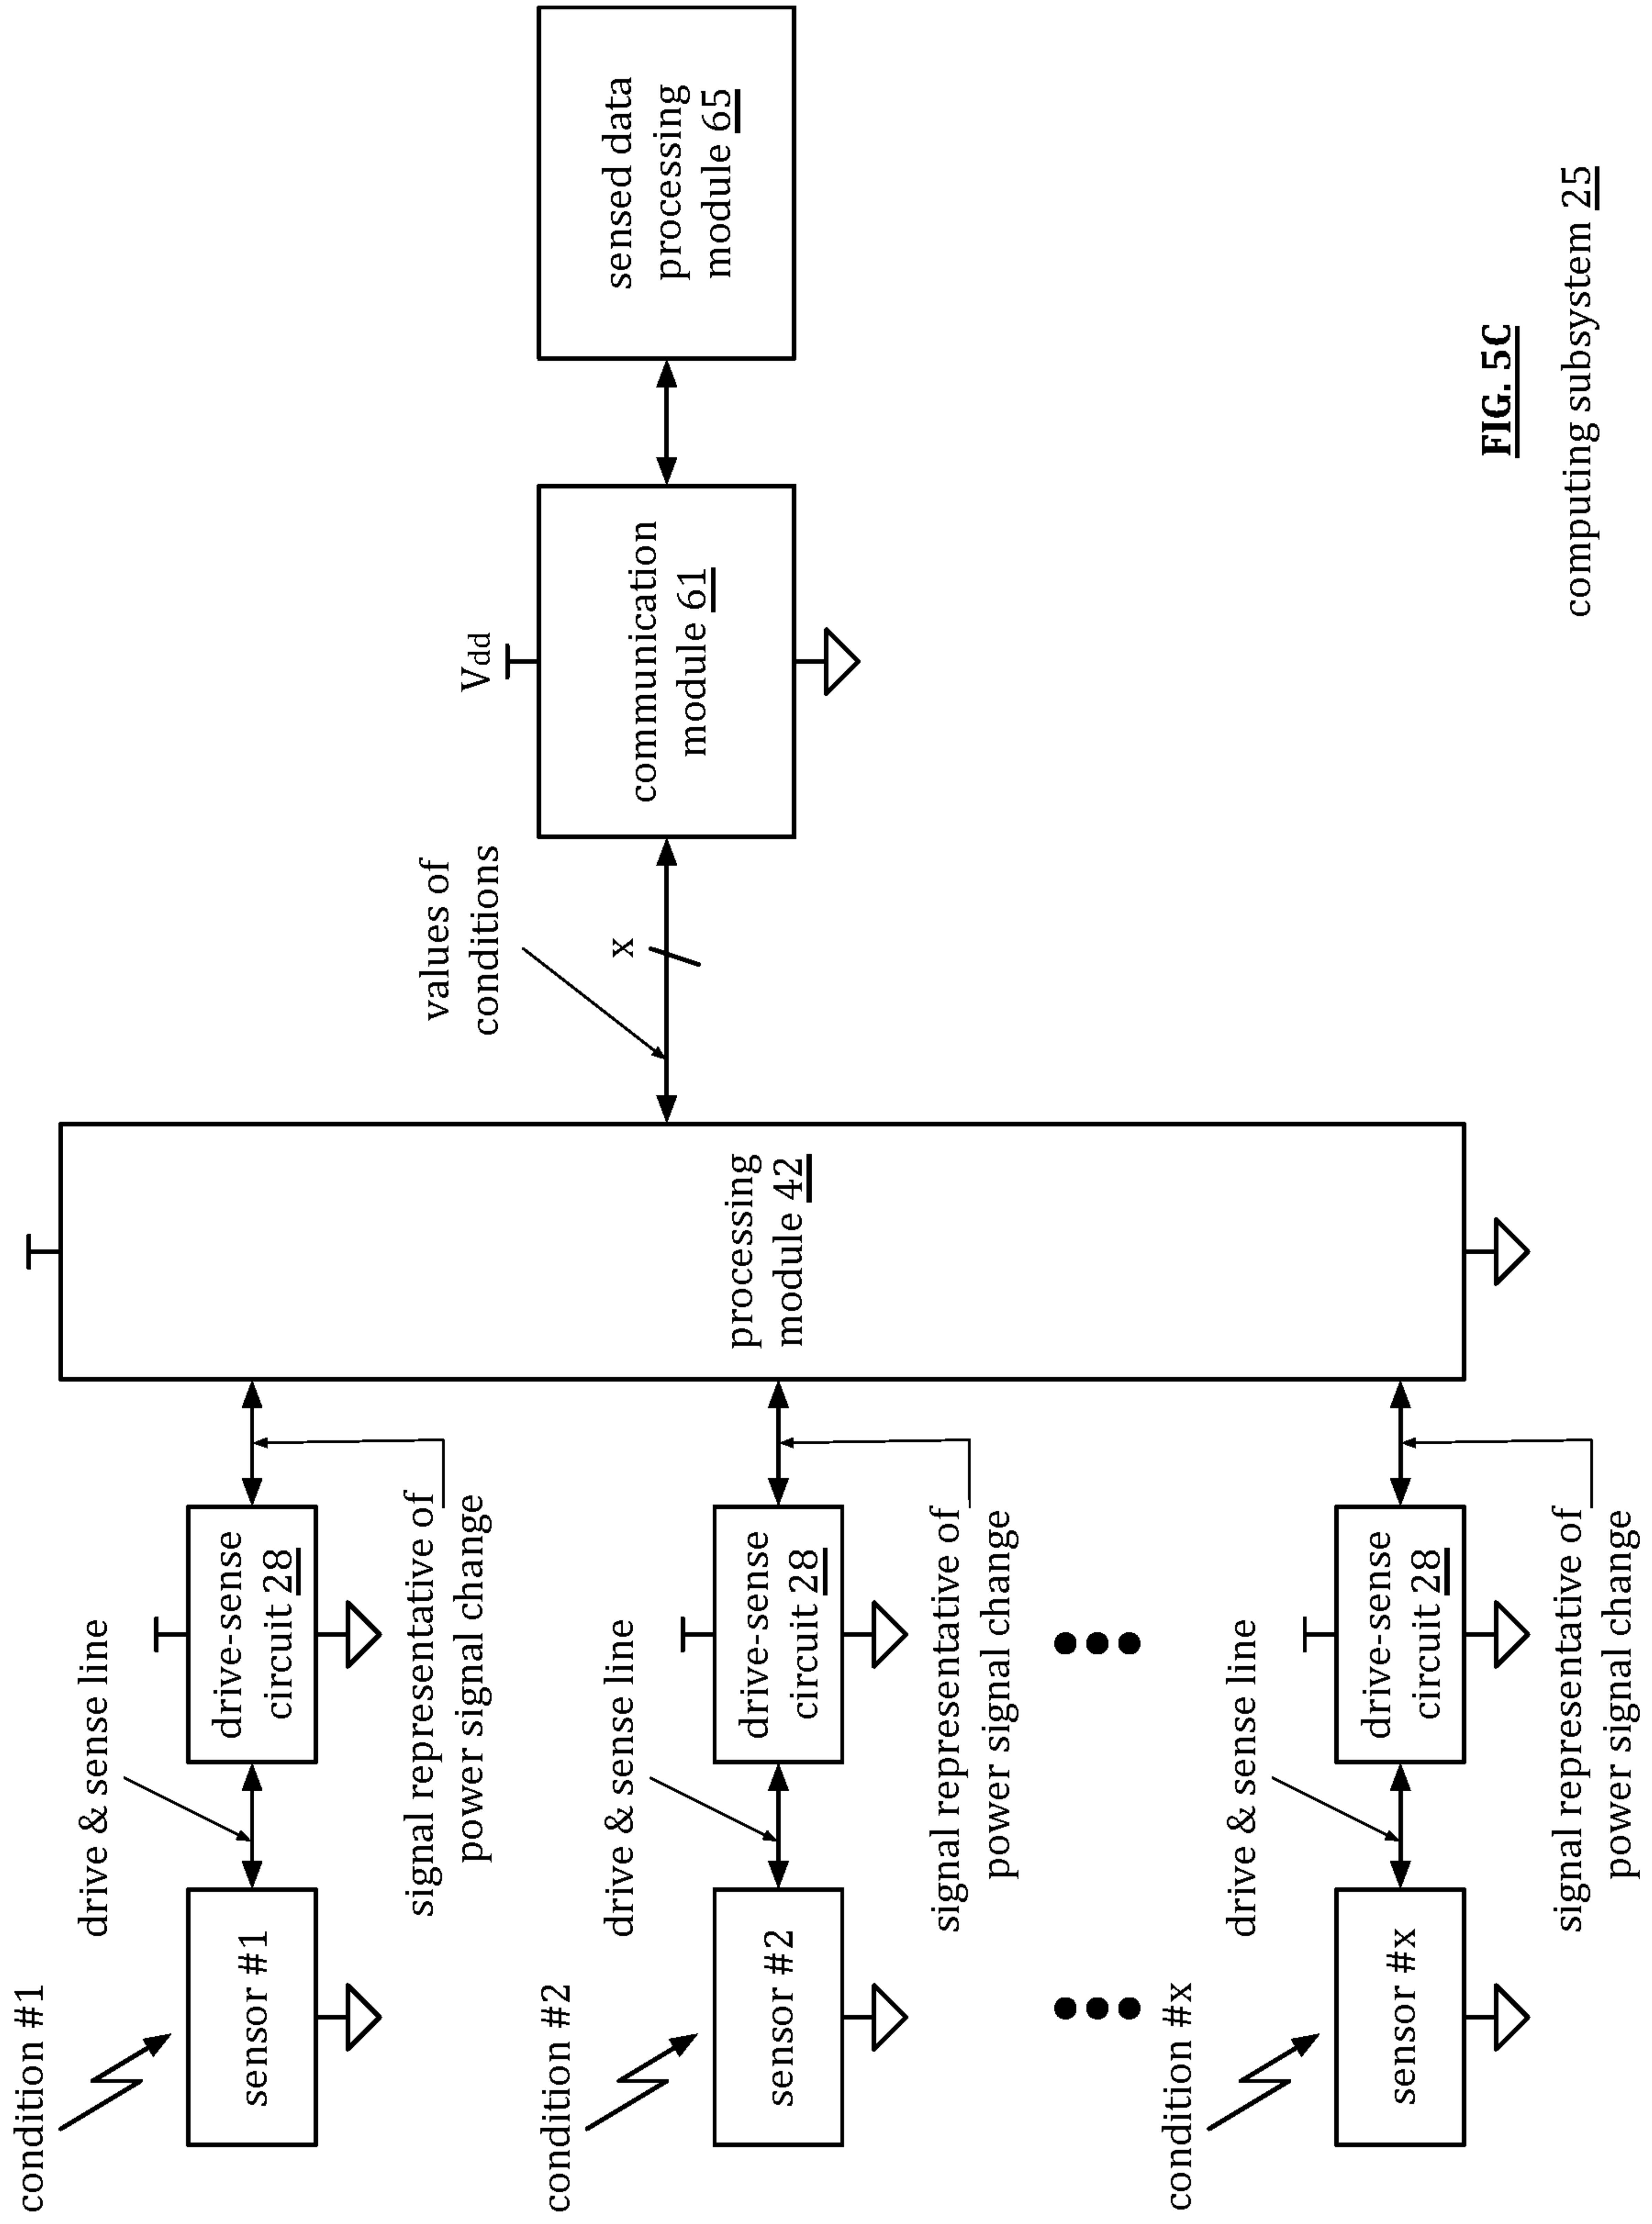 condition #1
sensor #1
drive & sense line
drive-sense
circuit 28
signal representative of
power signal change
condition #2
sensor #2
drive & sense line
drive-sense
circuit 28
signal representative of
power signal change
condition #x
sensor #x
drive & sense line
drive-sense
circuit 28
signal representative of
power signal change
processing
module 42
values of
conditions
x
Vdd
communication
module 61
sensed data
processing
module 65
FIG. 5C
computing subsystem 25